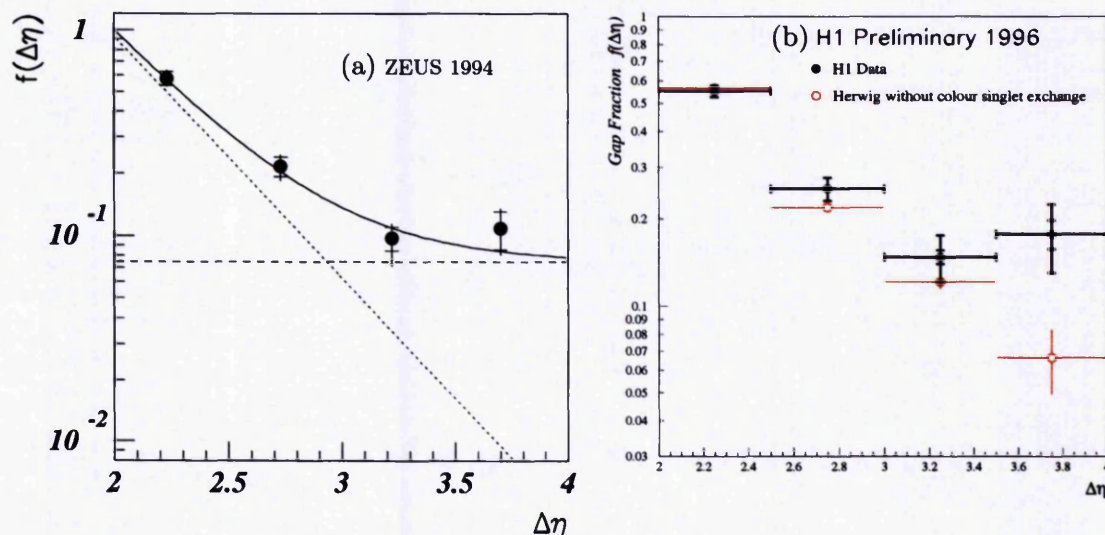 f(Δη)
1
10 -1
10 -2
(a) ZEUS 1994
2 2.5 3 3.5 4
Δη
Gap Fraction f(Δη)
1
0.9
0.8
0.7
0.6
0.5
0.4
0.3
0.2
0.1
0.09
0.08
0.07
0.06
0.05
0.04
0.03
(b) H1 Preliminary 1996
H1 Data
Herwig without colour singlet exchange
2 2.2 2.4 2.6 2.8 3 3.2 3.4 3.6 3.8 4
Δη